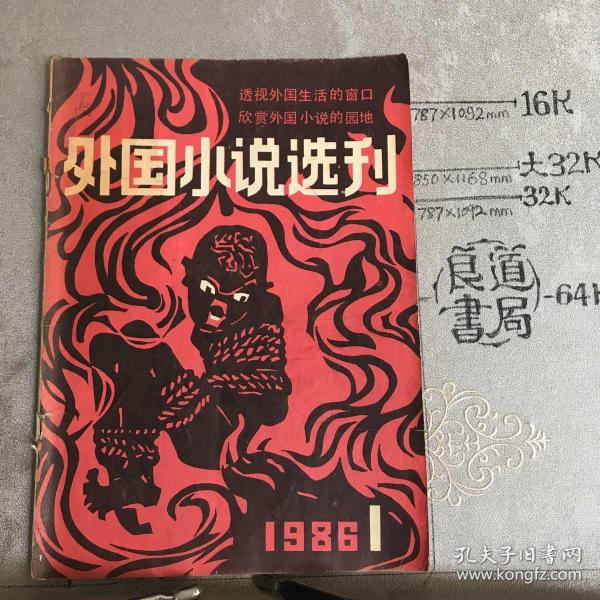 透视外国生活的窗口
欣赏外国小说的园地
外国小说选刊
1986 1
787×1092mm 16K
850×1168mm 大32K
787×1092mm 32K
良道書局
64K
孔夫子旧书网
www.kongfz.com